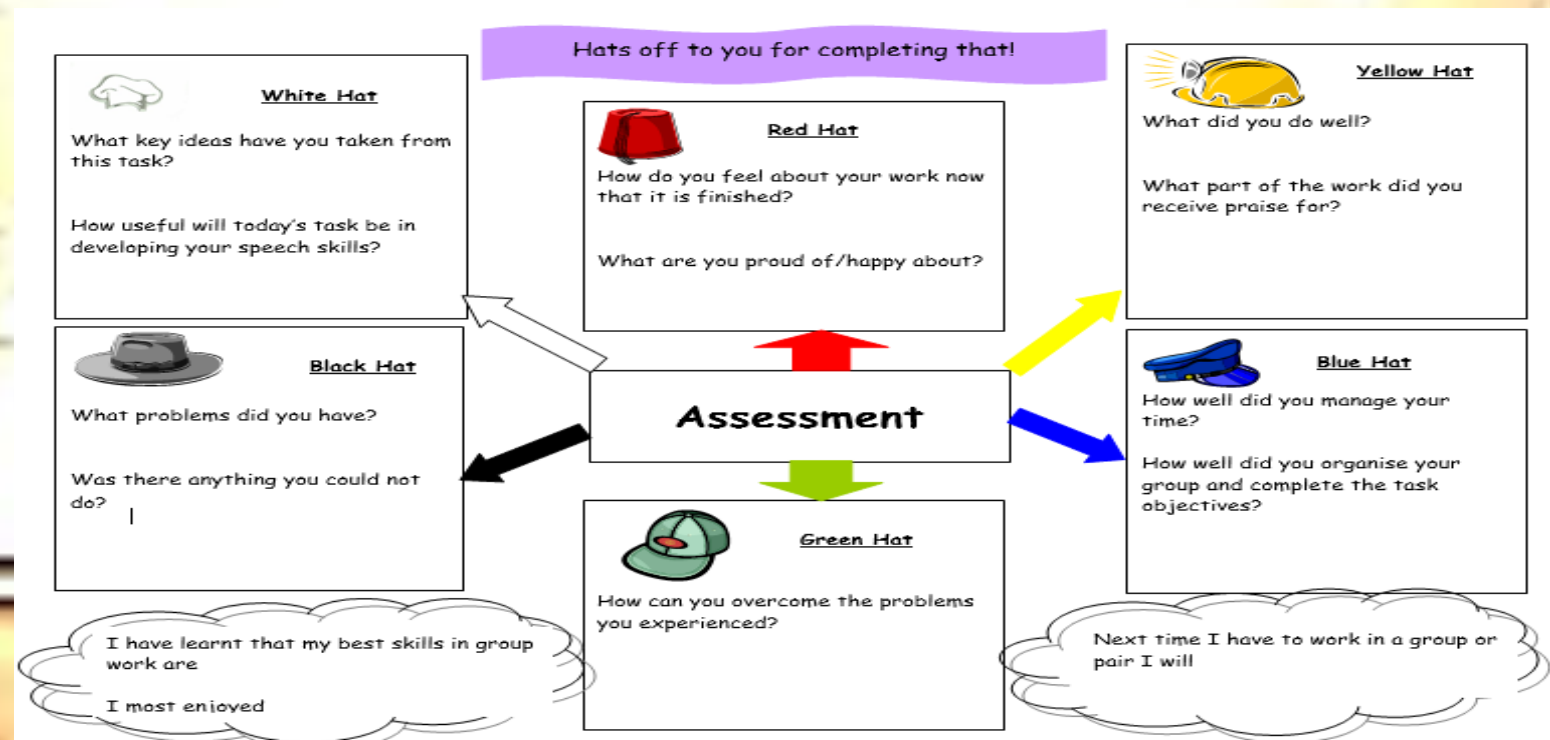 Hats off to you for completing that!
White Hat
What key ideas have you taken from
this task?
How useful will today's task be in
developing your speech skills?
Red Hat
How do you feel about your work now
that it is finished?
What are you proud of/happy about?
Yellow Hat
What did you do well?
What part of the work did you
receive praise for?
Black Hat
What problems did you have?
Was there anything you could not
do?
Assessment
Blue Hat
How well did you manage your
time?
How well did you organise your
group and complete the task
objectives?
Green Hat
How can you overcome the problems
you experienced?
I have learnt that my best skills in group
work are
I most enjoyed
Next time I have to work in a group or
pair I will